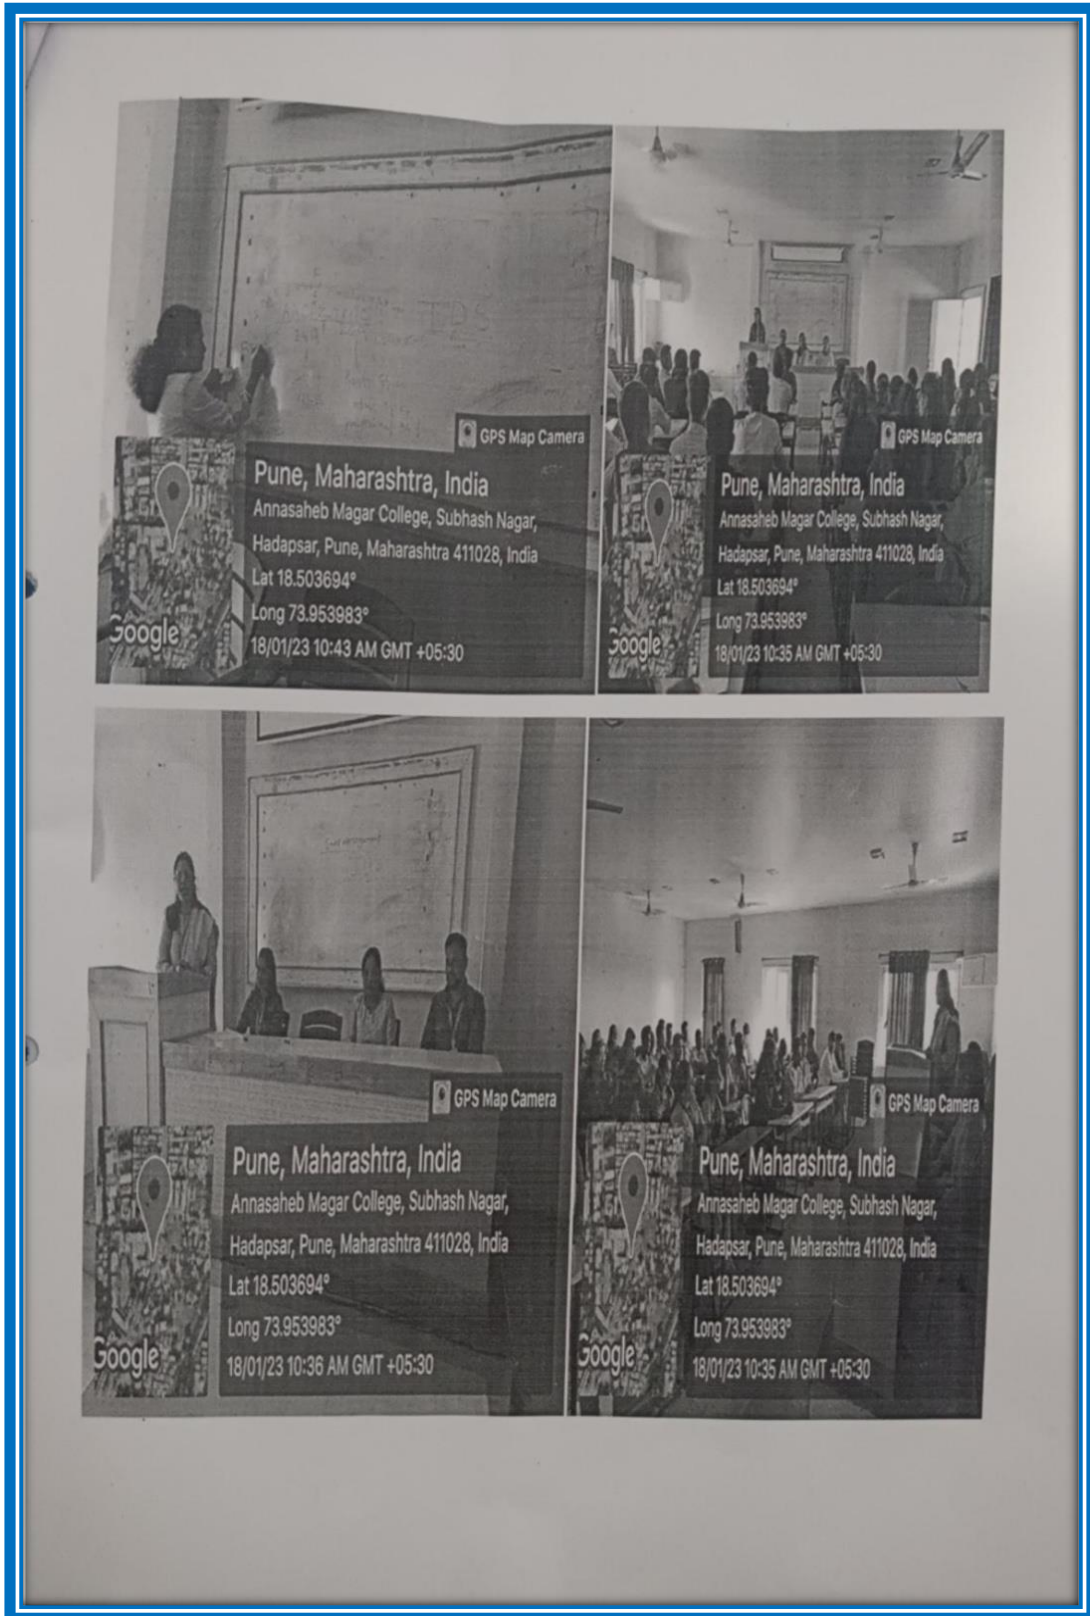 TDS
GPS Map Camera
Pune, Maharashtra, India
Annasaheb Magar College, Subhash Nagar,
Hadapsar, Pune, Maharashtra 411028, India
Lat 18.503694°
Long 73.953983°
18/01/23 10:43 AM GMT +05:30
Google
GPS Map Camera
Pune, Maharashtra, India
Annasaheb Magar College, Subhash Nagar,
Hadapsar, Pune, Maharashtra 411028, India
Lat 18.503694°
Long 73.953983°
18/01/23 10:35 AM GMT +05:30
Google
GPS Map Camera
Pune, Maharashtra, India
Annasaheb Magar College, Subhash Nagar,
Hadapsar, Pune, Maharashtra 411028, India
Lat 18.503694°
Long 73.953983°
18/01/23 10:36 AM GMT +05:30
Google
GPS Map Camera
Pune, Maharashtra, India
Annasaheb Magar College, Subhash Nagar,
Hadapsar, Pune, Maharashtra 411028, India
Lat 18.503694°
Long 73.953983°
18/01/23 10:35 AM GMT +05:30
Google